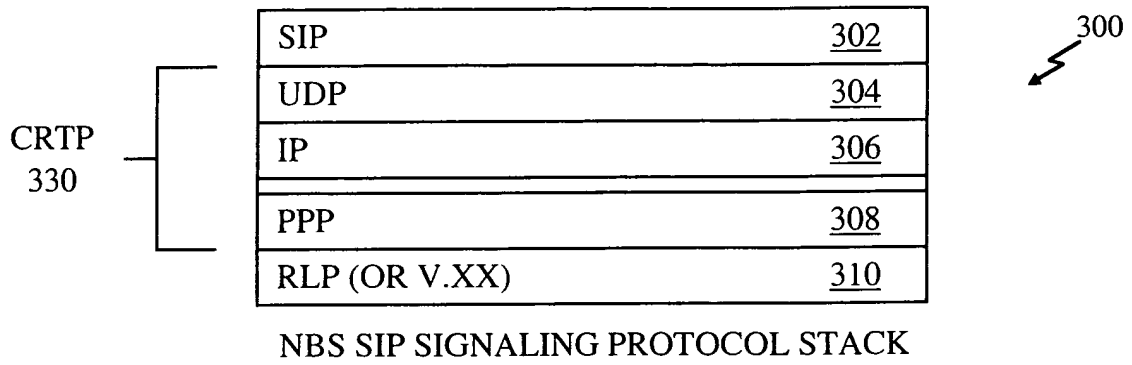 300
SIP 302
UDP 304
CRTP
330
IP 306
PPP 308
RLP (OR V.XX) 310
NBS SIP SIGNALING PROTOCOL STACK